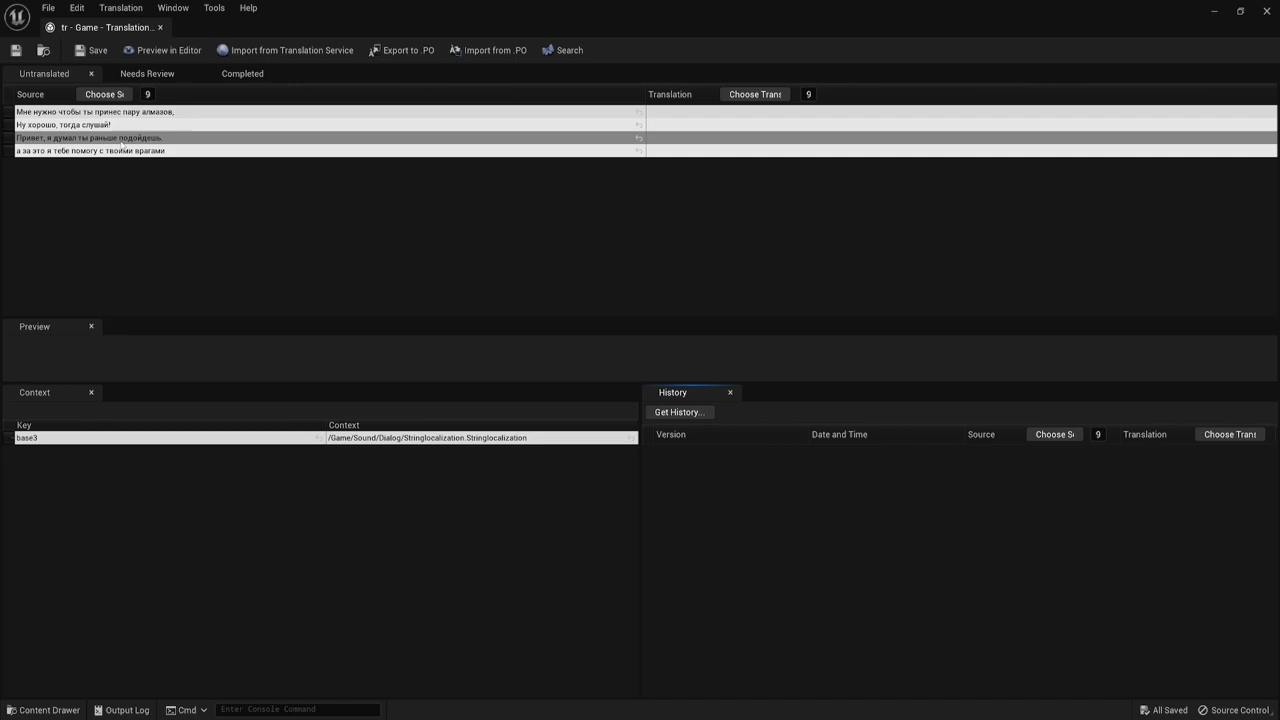 File Edit Translation Window Tools Help
tr - Game - Translation...
Save Preview in Editor Import from Translation Service Export to .PO Import from .PO Search
Untranslated Needs Review Completed
Source Choose S 9 Translation Choose Trans 9
Мне нужно чтобы ты принес пару алмазов,
Ну хорошо, тогда слушай!
Привет, я думал ты раньше подойдешь.
а за это я тебе помогу с твоими врагами
Preview
Context
Key Context
base3 /Game/Sound/Dialog/Stringlocalization.Stringlocalization
History
Get History...
Version Date and Time Source Choose S 9 Translation Choose Trans
Content Drawer Output Log Cmd Enter Console Command All Saved Source Control